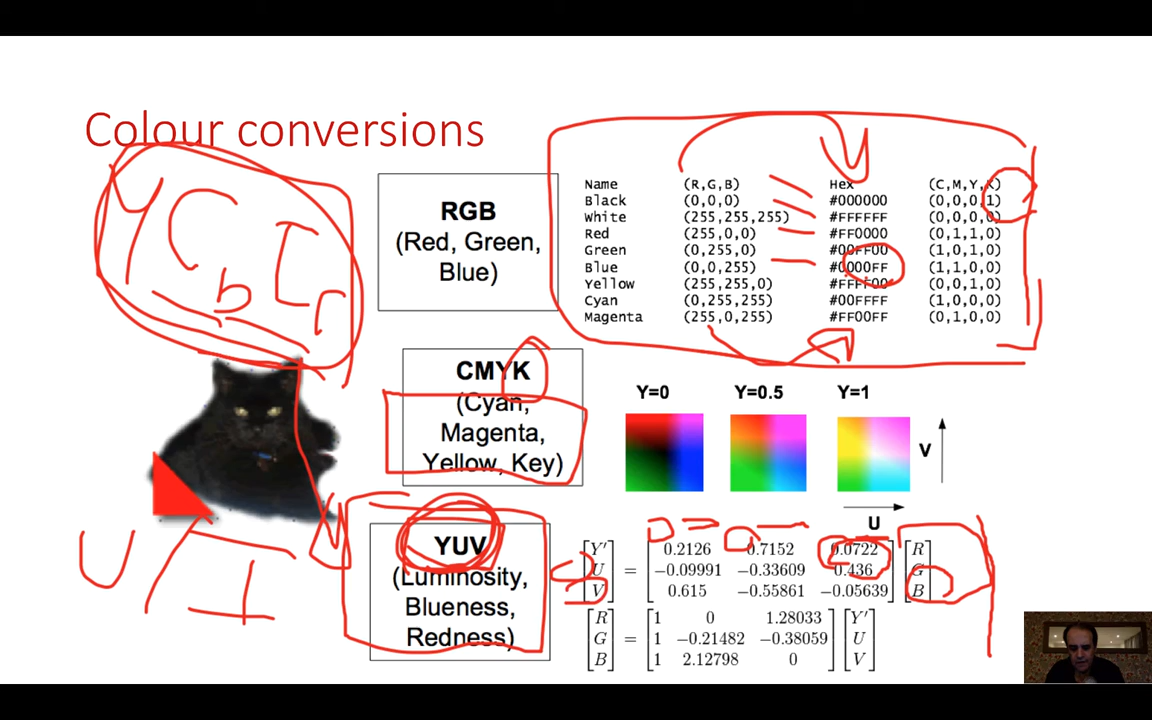 Colour conversions
Y Cb Cr
RGB
(Red, Green,
Blue)
Name (R,G,B) Hex (C,M,Y,K)
Black (0,0,0) #000000 (0,0,0,1)
White (255,255,255) #FFFFFF (0,0,0,0)
Red (255,0,0) #FF0000 (0,1,1,0)
Green (0,255,0) #00FF00 (1,0,1,0)
Blue (0,0,255) #0000FF (1,1,0,0)
Yellow (255,255,0) #FFFF00 (0,0,1,0)
Cyan (0,255,255) #00FFFF (1,0,0,0)
Magenta (255,0,255) #FF00FF (0,1,0,0)
CMYK
(Cyan,
Magenta,
Yellow, Key)
Y=0 Y=0.5 Y=1
V
U
YUV
(Luminosity,
Blueness,
Redness)
Y' 0.2126 0.7152 0.0722 R
U = −0.09991 −0.33609 0.436 G
V 0.615 −0.55861 −0.05639 B
R 1 0 1.28033 Y'
G = 1 −0.21482 −0.38059 U
B 1 2.12798 0 V